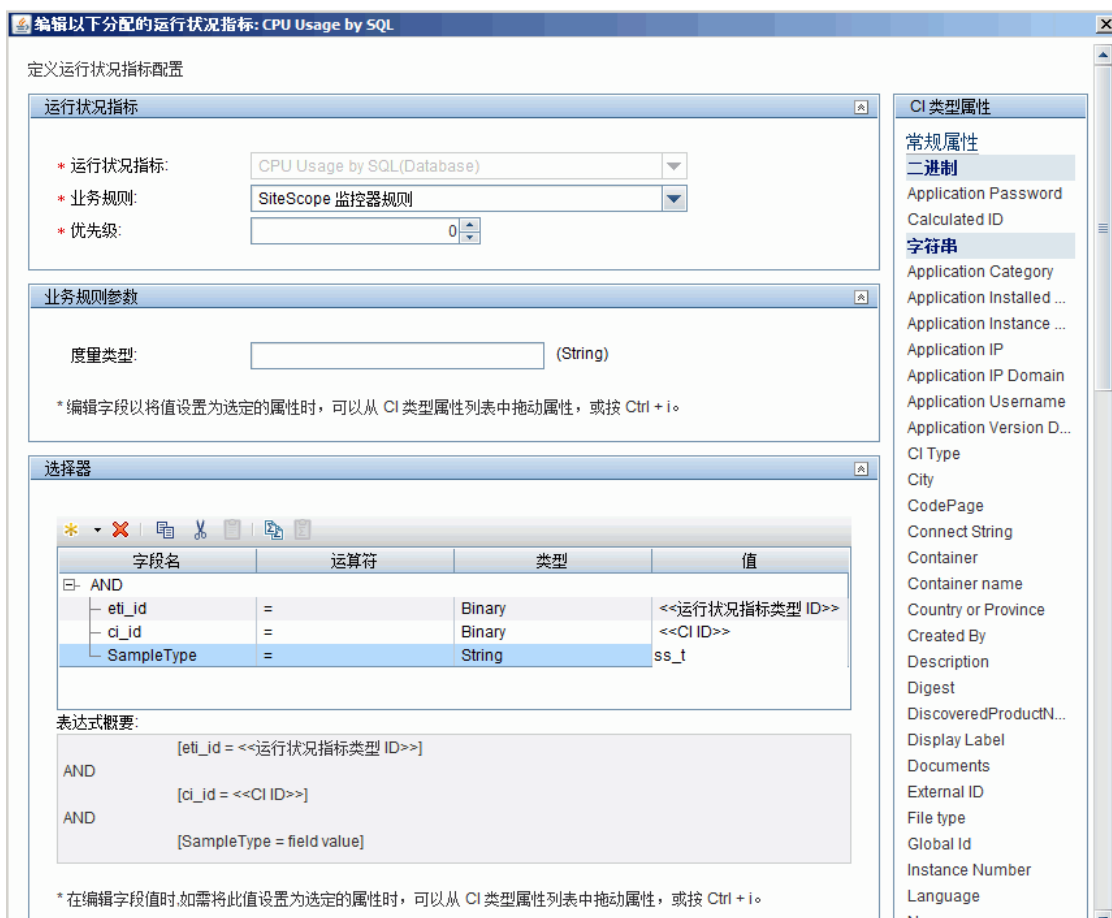 编辑以下分配的运行状况指标: CPU Usage by SQL
定义运行状况指标配置
运行状况指标
* 运行状况指标: CPU Usage by SQL(Database)
* 业务规则: SiteScope 监控器规则
* 优先级: 0
业务规则参数
度量类型: (String)
*编辑字段以将值设置为选定的属性时，可以从 CI 类型属性列表中拖动属性，或按 Ctrl + i。
选择器
字段名 运算符 类型 值
AND
eti_id = Binary <<运行状况指标类型 ID>>
ci_id = Binary <<CI ID>>
SampleType = String ss_t
表达式概要:
[eti_id = <<运行状况指标类型 ID>>]
AND
[ci_id = <<CI ID>>]
AND
[SampleType = field value]
*在编辑字段值时,如需将此值设置为选定的属性时，可以从 CI 类型属性列表中拖动属性，或按 Ctrl + i。
CI 类型属性
常规属性
二进制
Application Password
Calculated ID
字符串
Application Category
Application Installed ...
Application Instance ...
Application IP
Application IP Domain
Application Username
Application Version D...
CI Type
City
CodePage
Connect String
Container
Container name
Country or Province
Created By
Description
Digest
DiscoveredProductN...
Display Label
Documents
External ID
File type
Global Id
Instance Number
Language